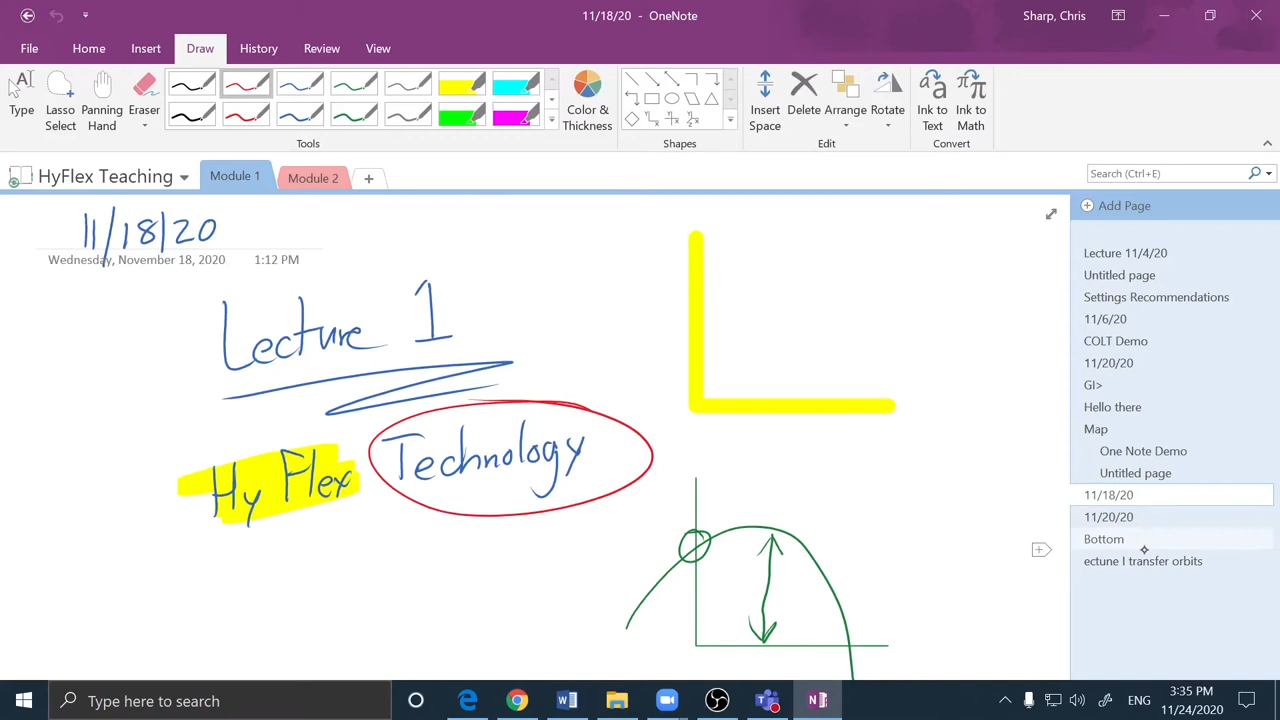 11/18/20 - OneNote
Sharp, Chris
File Home Insert Draw History Review View
Type
Lasso Select
Panning Hand
Eraser
Color & Thickness
Insert Space
Delete
Arrange
Rotate
Ink to Text
Ink to Math
Tools Shapes Edit Convert
HyFlex Teaching Module 1 Module 2
Search (Ctrl+E)
11/18/20
Wednesday, November 18, 2020 1:12 PM
Lecture 1
Hy Flex Technology
Add Page
Lecture 11/4/20
Untitled page
Settings Recommendations
11/6/20
COLT Demo
11/20/20
GI>
Hello there
Map
One Note Demo
Untitled page
11/18/20
11/20/20
Bottom
ectune I transfer orbits
Type here to search
ENG
3:35 PM
11/24/2020